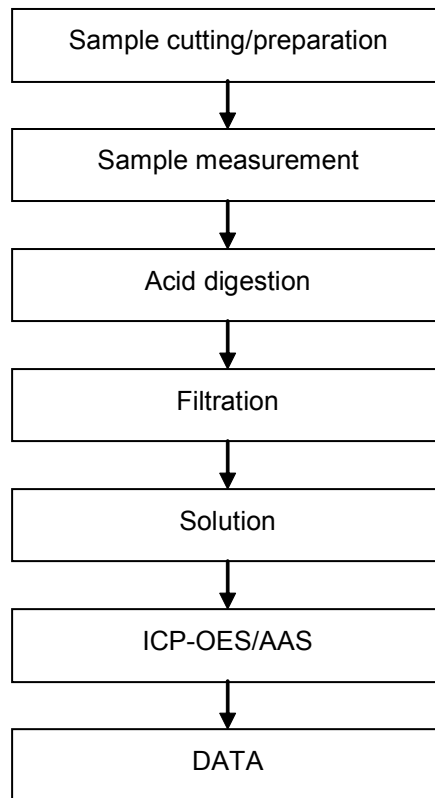 Sample cutting/preparation
Sample measurement
Acid digestion
Filtration
Solution
ICP-OES/AAS
DATA